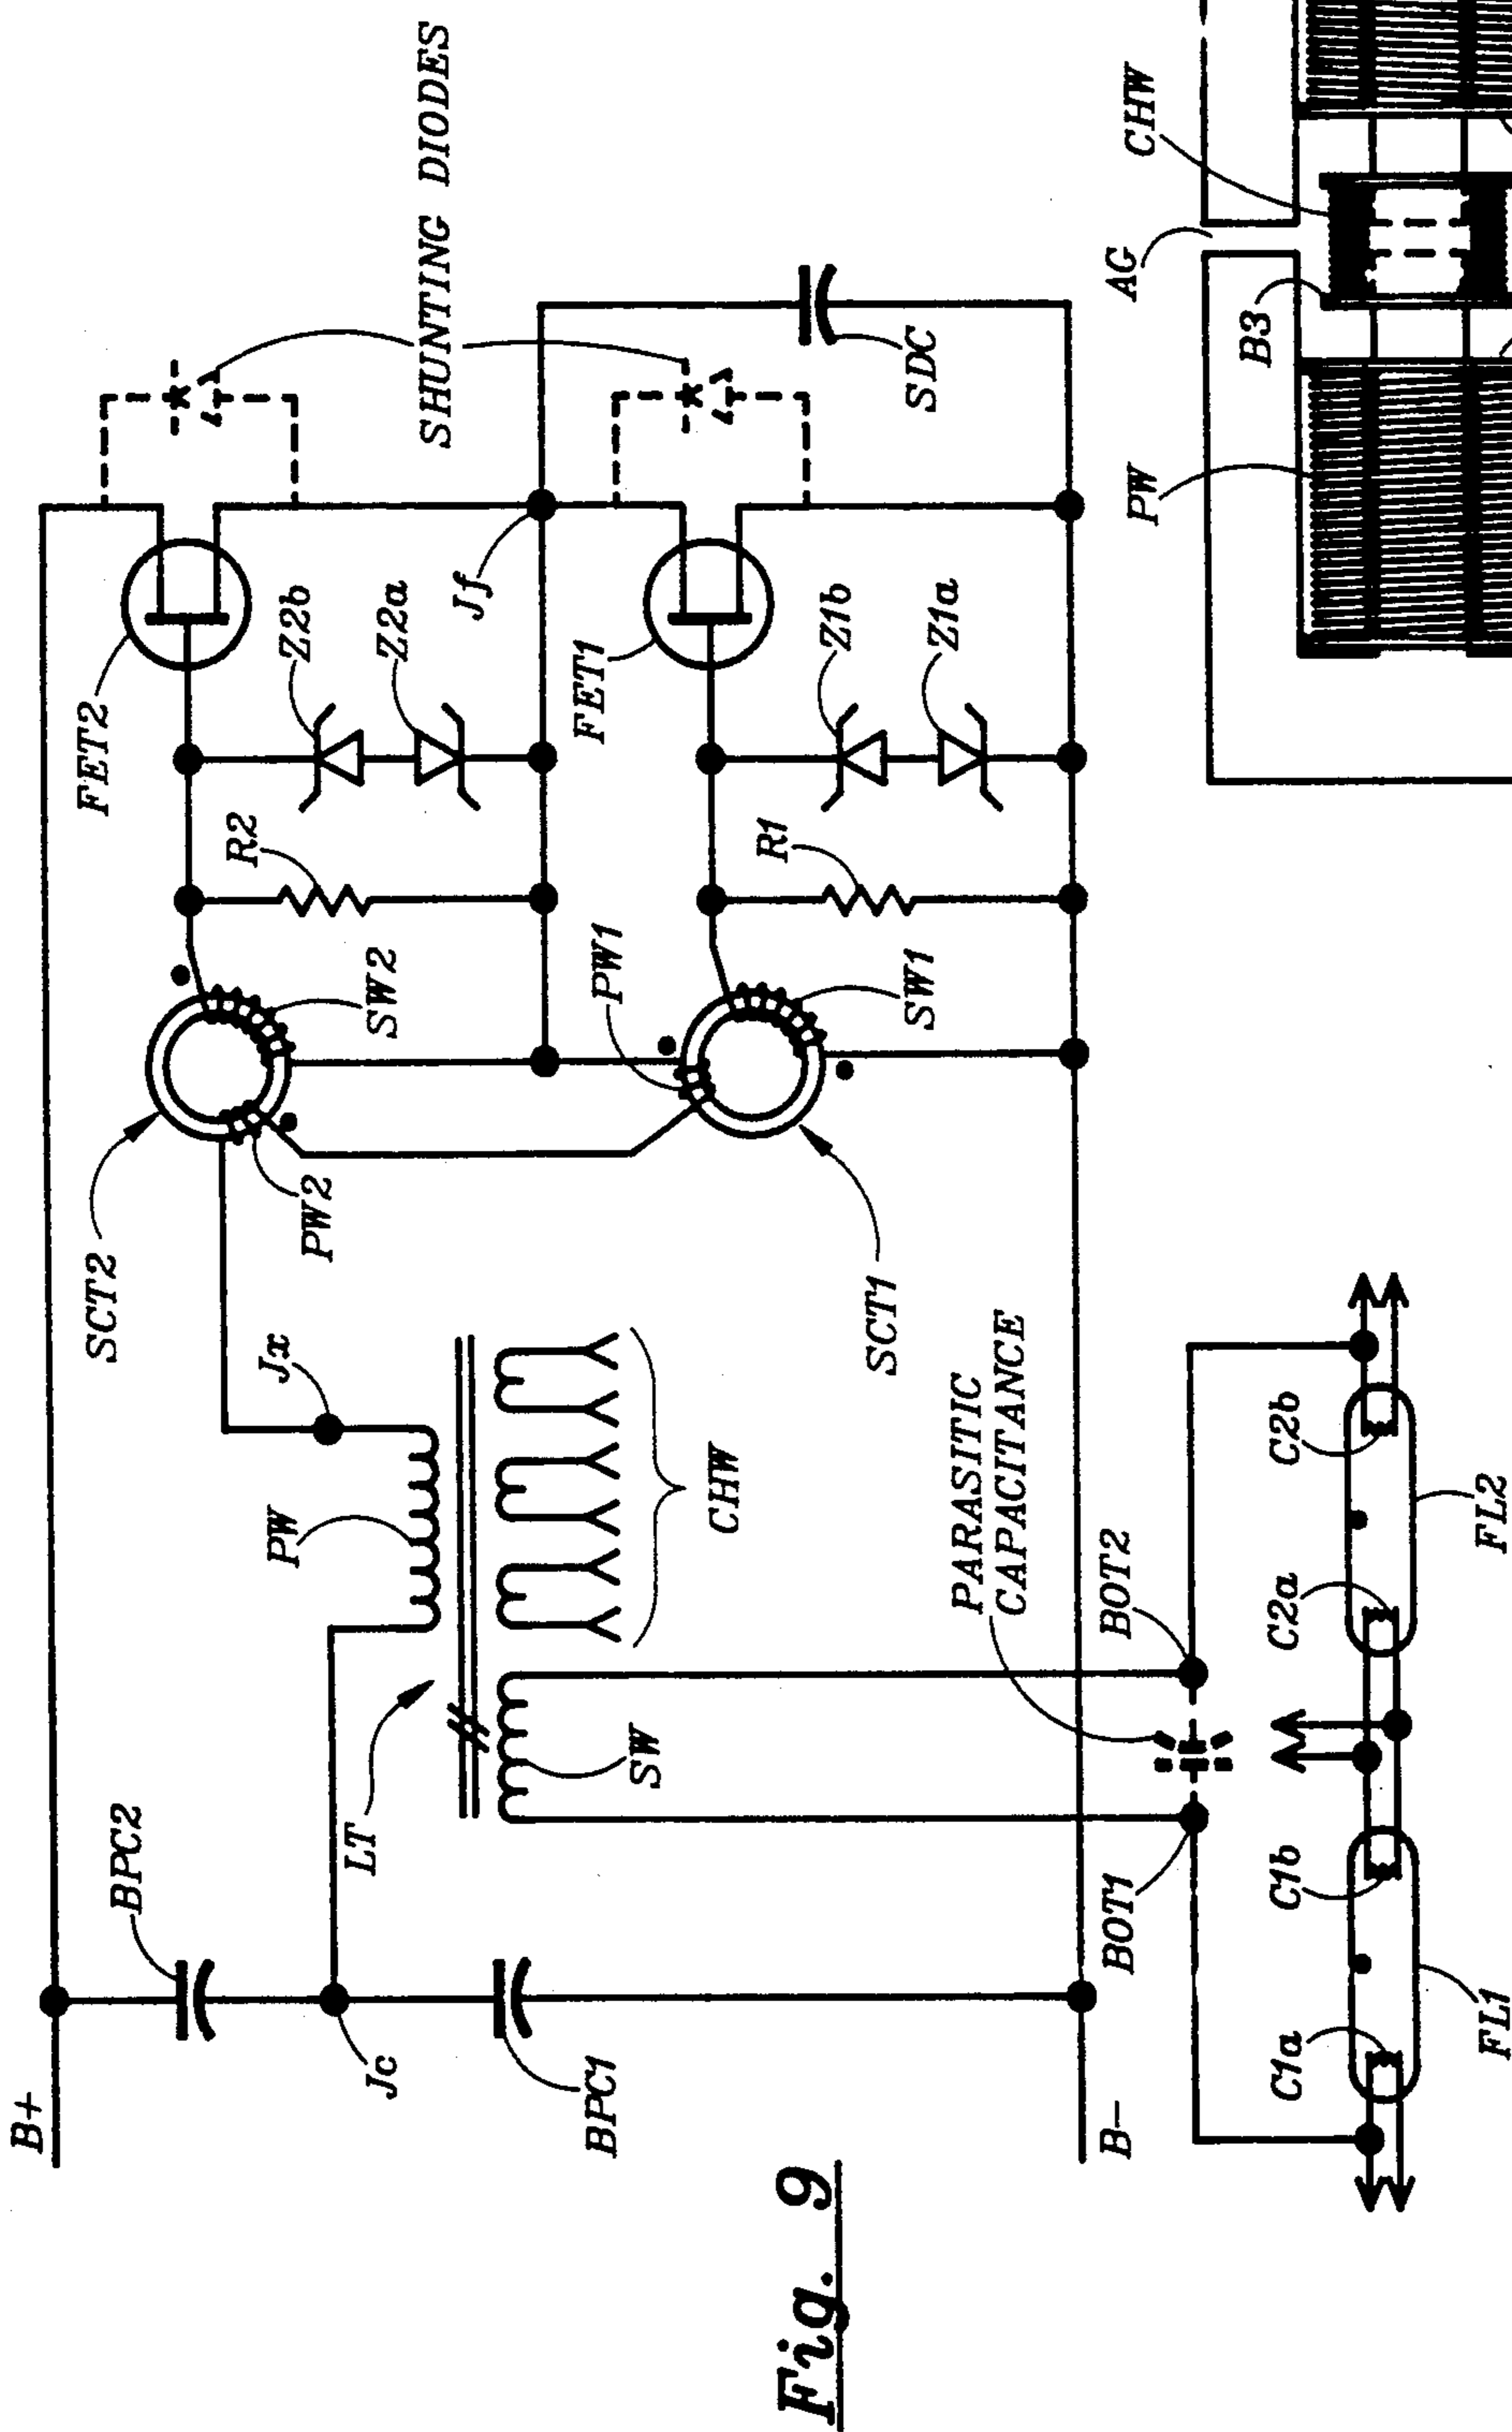 SHUNTING DIODES
FET2
Z2b
Z2a
R2
Jf
SDC
FET1
Z1b
Z1a
R1
SCT2
PW2
SW2
PW1
SW1
SCT1
B+
BPC2
Jc
BPC1
B-
LT
PW
Jx
SW
CHW
PARASITIC
CAPACITANCE
BOT1
BOT2
C1a
C1b
C2a
C2b
FL1
FL2
Fig. 9
PW
B3
AG
CHW